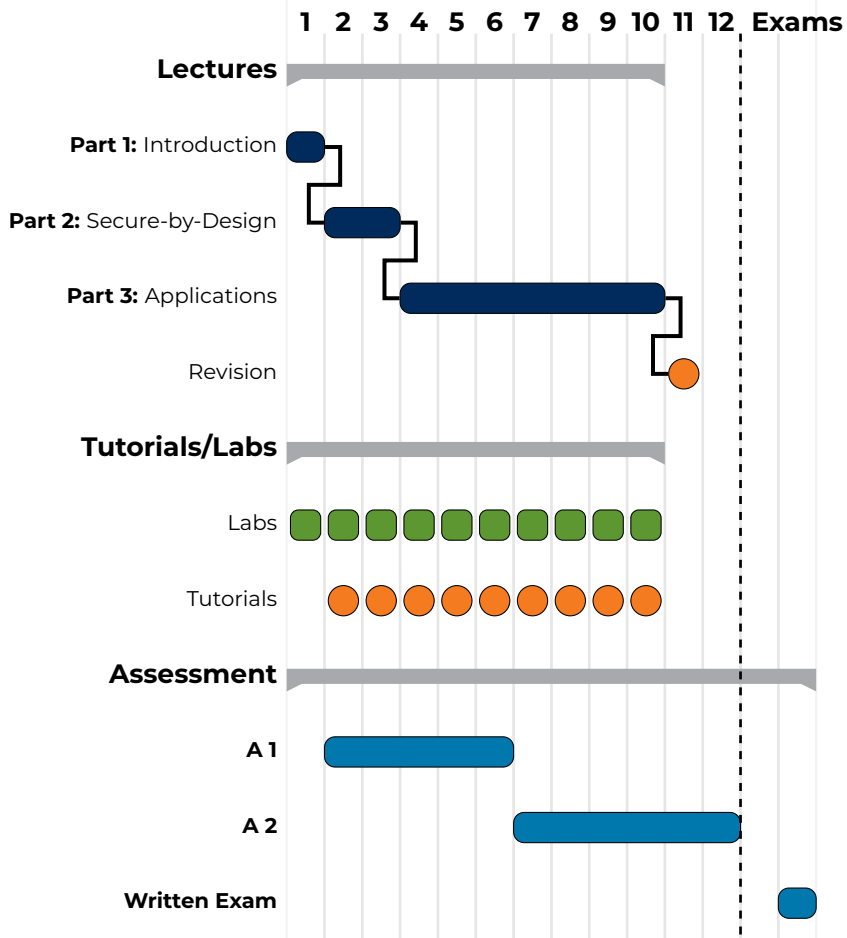 1 2 3 4 5 6 7 8 9 10 11 12 Exams
Lectures
Part 1: Introduction
Part 2: Secure-by-Design
Part 3: Applications
Revision
Tutorials/Labs
Labs
Tutorials
Assessment
A 1
A 2
Written Exam